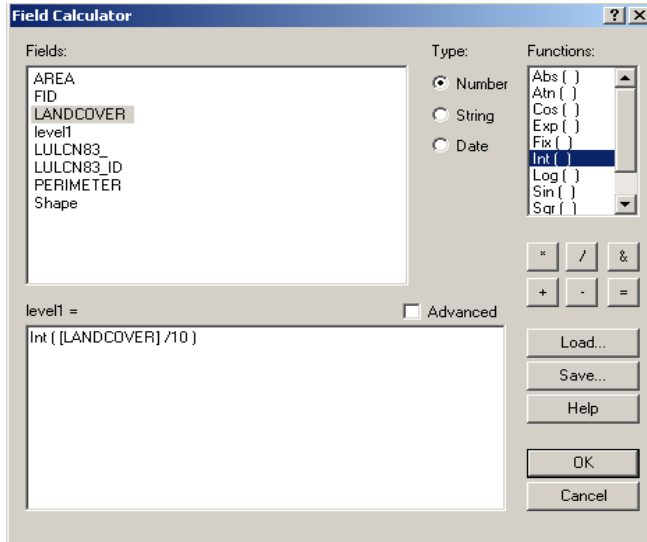 Field Calculator
Fields:
AREA
FID
LANDCOVER
level1
LULCN83_
LULCN83_ID
PERIMETER
Shape
Type:
Number
String
Date
Functions:
Abs ( )
Atn ( )
Cos ( )
Exp ( )
Fix ( )
Int ( )
Log ( )
Sin ( )
Sqr ( )
* / &
+ - =
level1 =
Advanced
Int ( [LANDCOVER] /10 )
Load...
Save...
Help
OK
Cancel